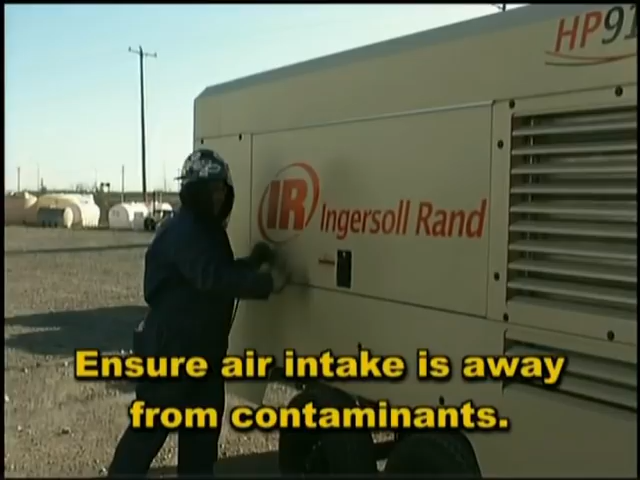 HP91
IR Ingersoll Rand
Ensure air intake is away
from contaminants.